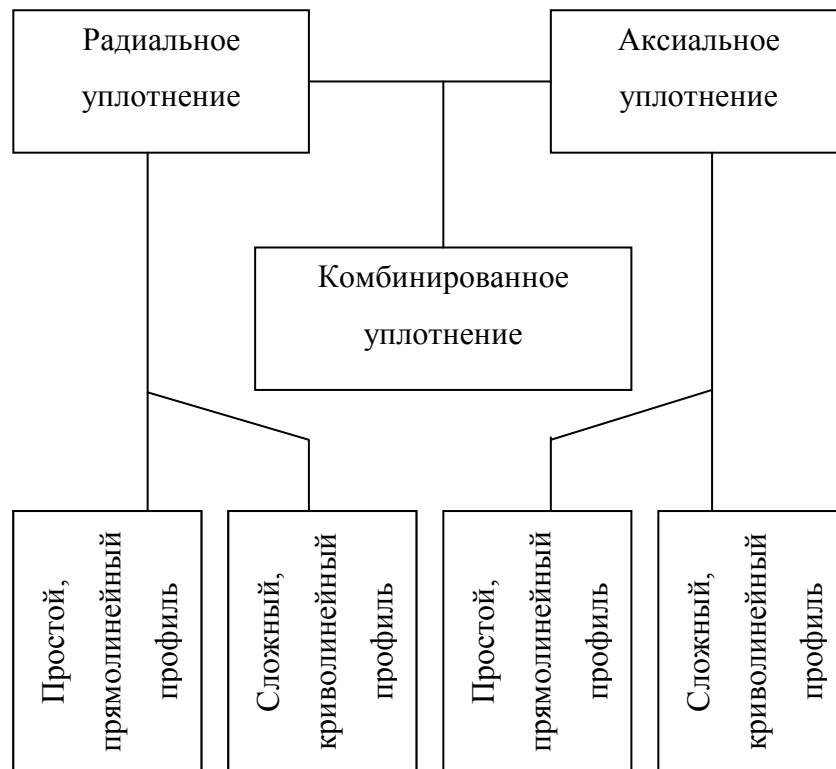 Радиальное
уплотнение
Аксиальное
уплотнение
Комбинированное
уплотнение
Простой,
прямолинейный
профиль
Сложный,
криволинейный
профиль
Простой,
прямолинейный
профиль
Сложный,
криволинейный
профиль